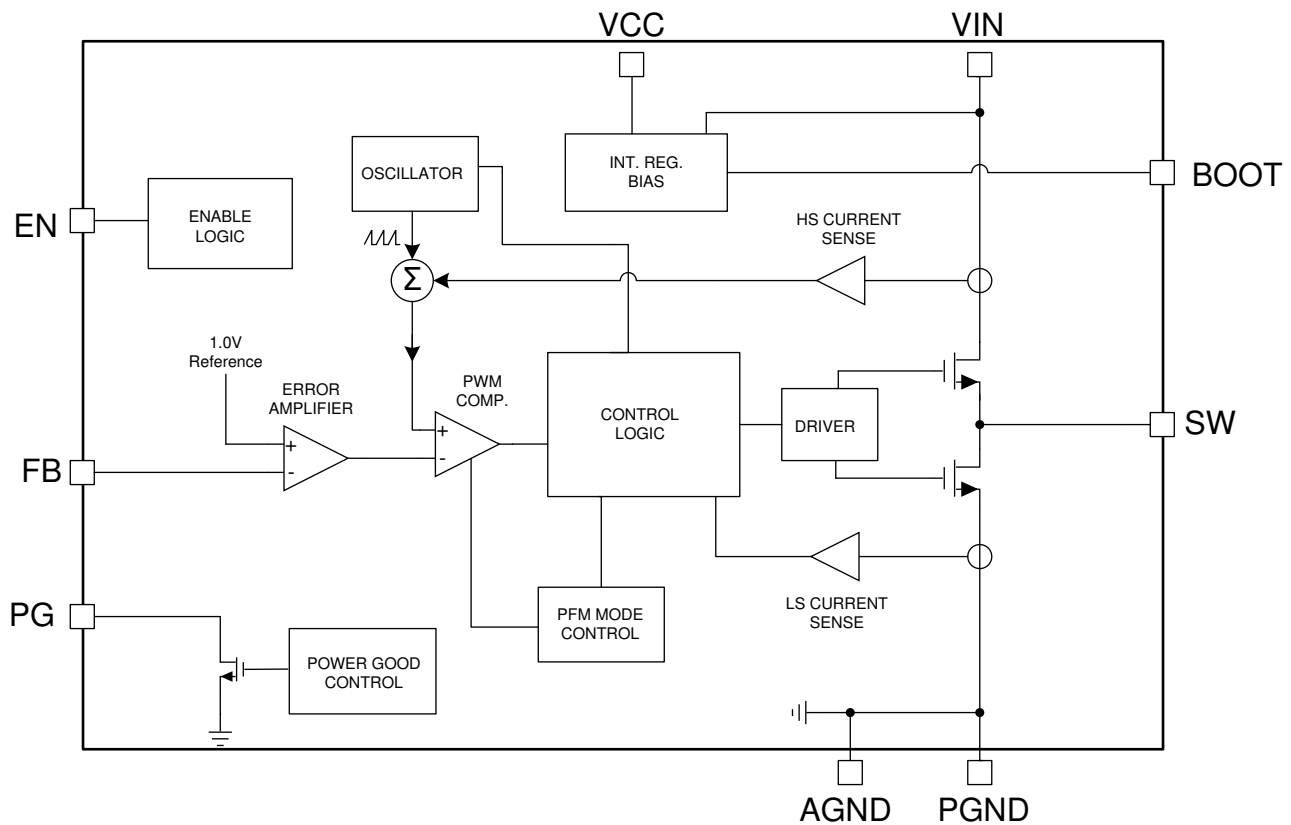 VCC
VIN
OSCILLATOR
INT. REG.
BIAS
BOOT
EN
ENABLE
LOGIC
HS CURRENT
SENSE
Σ
1.0V
Reference
ERROR
AMPLIFIER
PWM
COMP.
CONTROL
LOGIC
DRIVER
SW
+
-
+
-
FB
PG
PFM MODE
CONTROL
LS CURRENT
SENSE
POWER GOOD
CONTROL
AGND
PGND